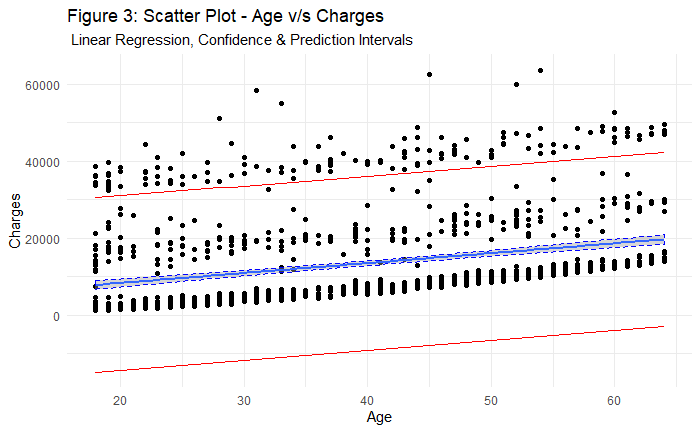 Figure 3: Scatter Plot - Age v/s Charges
Linear Regression, Confidence & Prediction Intervals
60000
40000
20000
0
Charges
20 30 40 50 60
Age